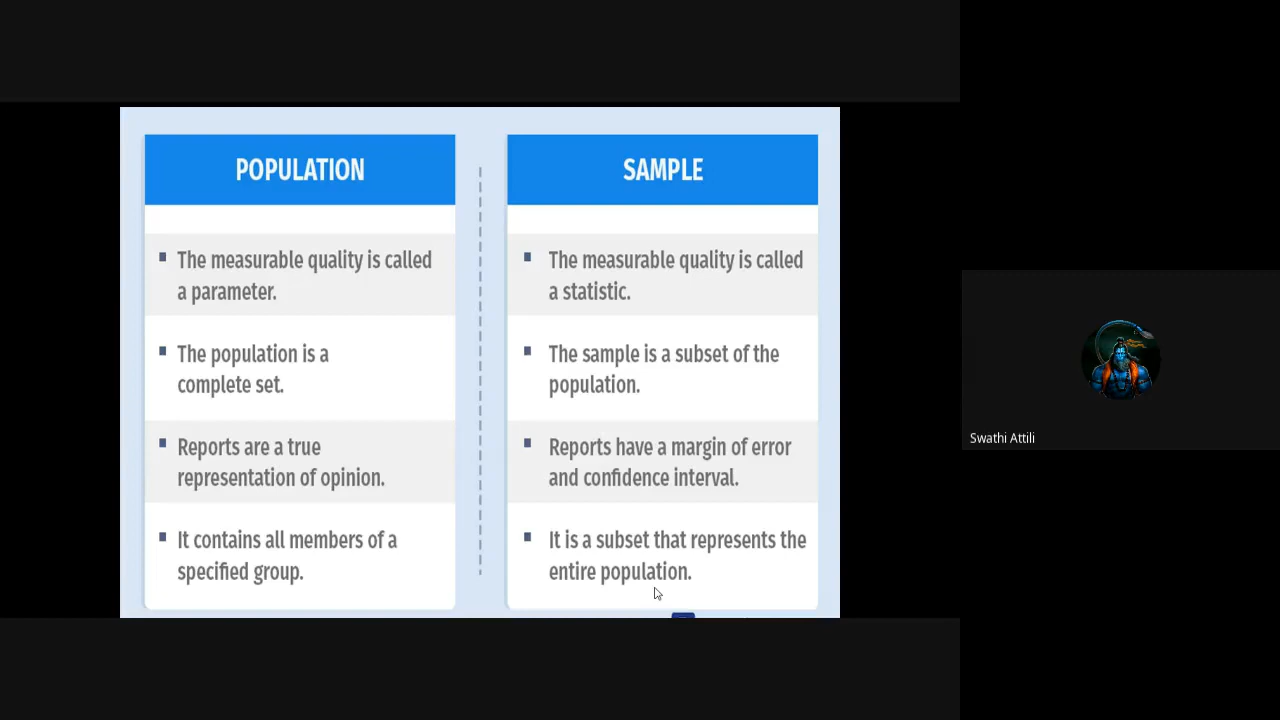 POPULATION
The measurable quality is called
a parameter.
The population is a
complete set.
Reports are a true
representation of opinion.
It contains all members of a
specified group.
SAMPLE
The measurable quality is called
a statistic.
The sample is a subset of the
population.
Reports have a margin of error
and confidence interval.
It is a subset that represents the
entire population.
Swathi Attili